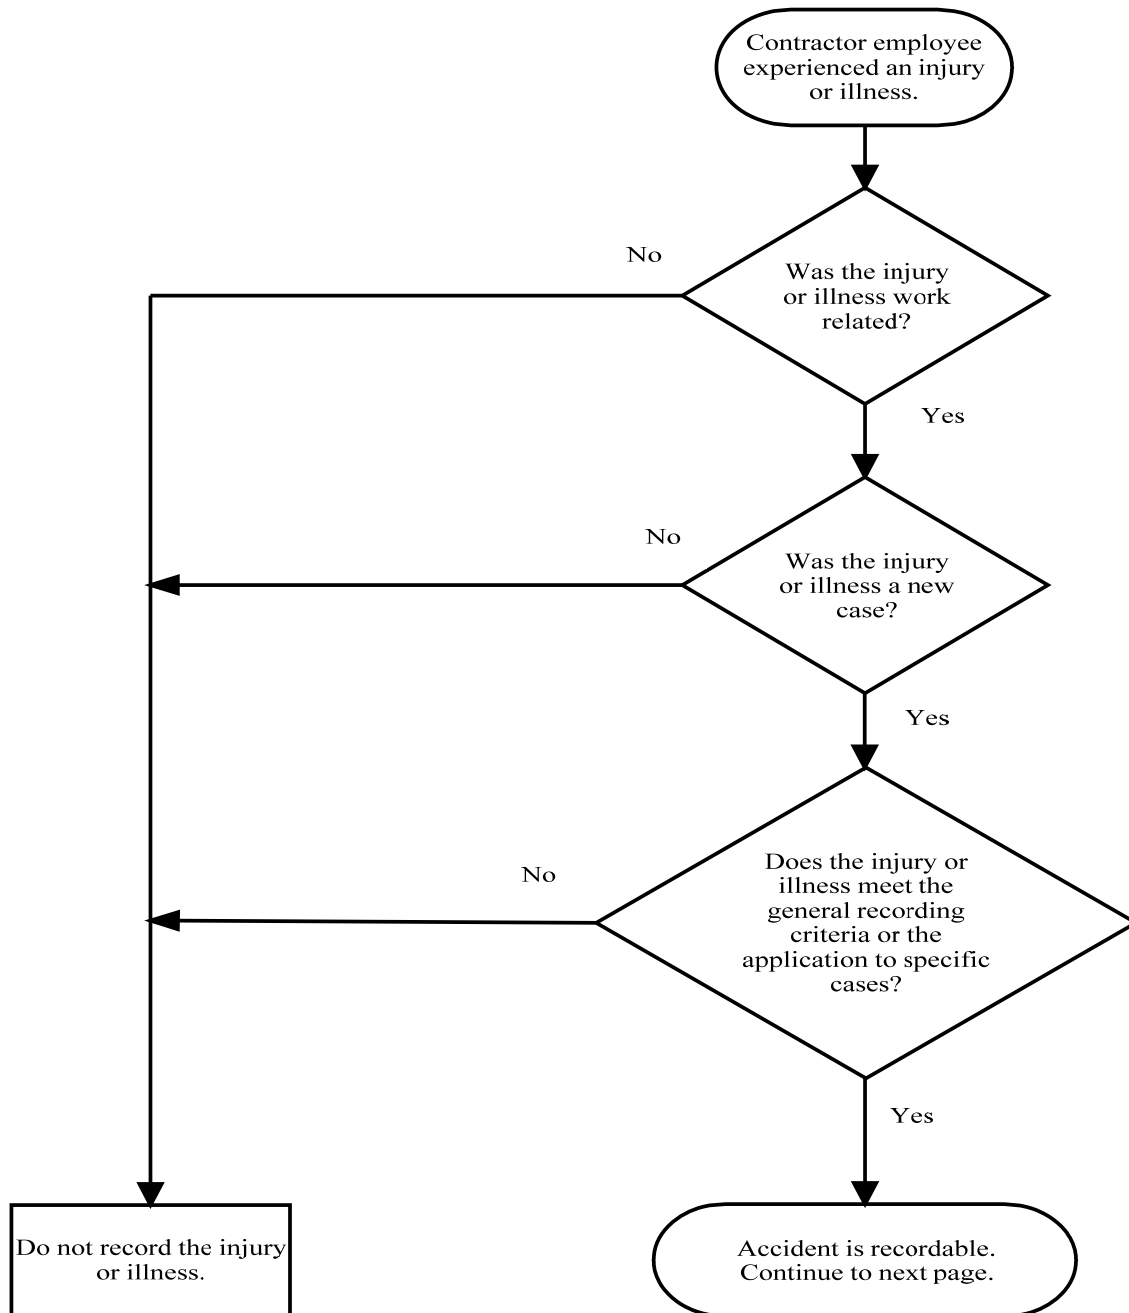 Contractor employee
experienced an injury
or illness.
No
Was the injury
or illness work
related?
Yes
No
Was the injury
or illness a new
case?
Yes
No
Does the injury or
illness meet the
general recording
criteria or the
application to specific
cases?
Yes
Do not record the injury
or illness.
Accident is recordable.
Continue to next page.